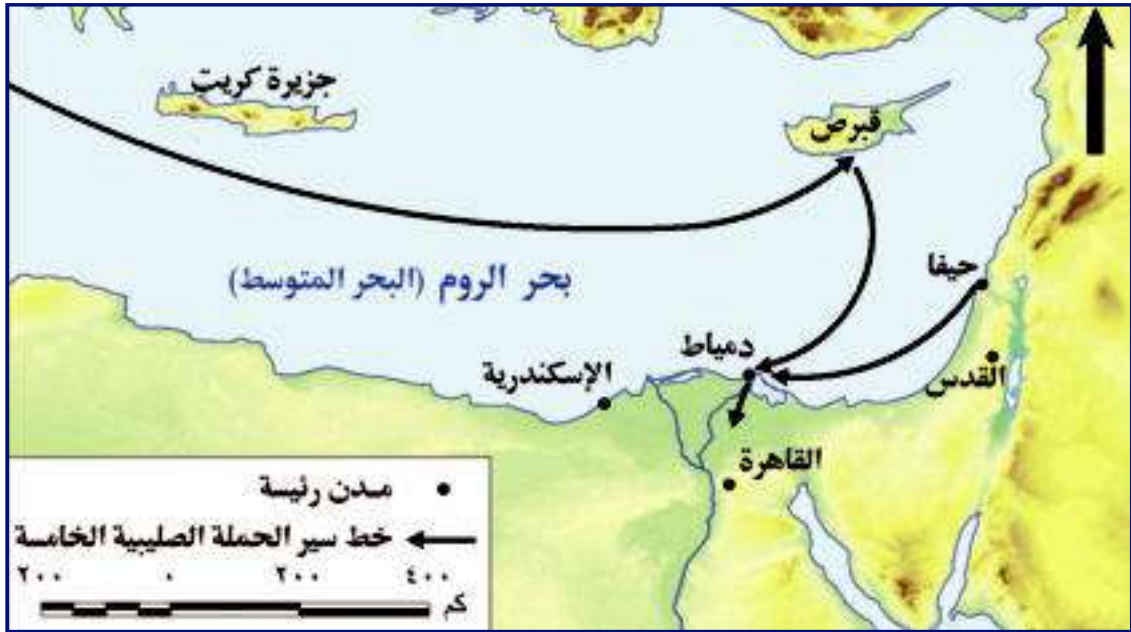 جزيرة كريت
قبرص
حيفا
بحر الروم (البحر المتوسط)
دمياط
القدس
الإسكندرية
القاهرة
مدن رئيسة
خط سير الحملة الصليبية الخامسة
٢٠٠ ٠ ٢٠٠ ٤٠٠
كم